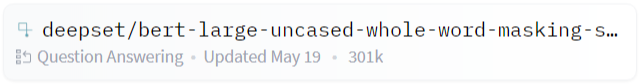 deepset/bert-large-uncased-whole-word-masking-s…
Question Answering • Updated May 19 • 301k